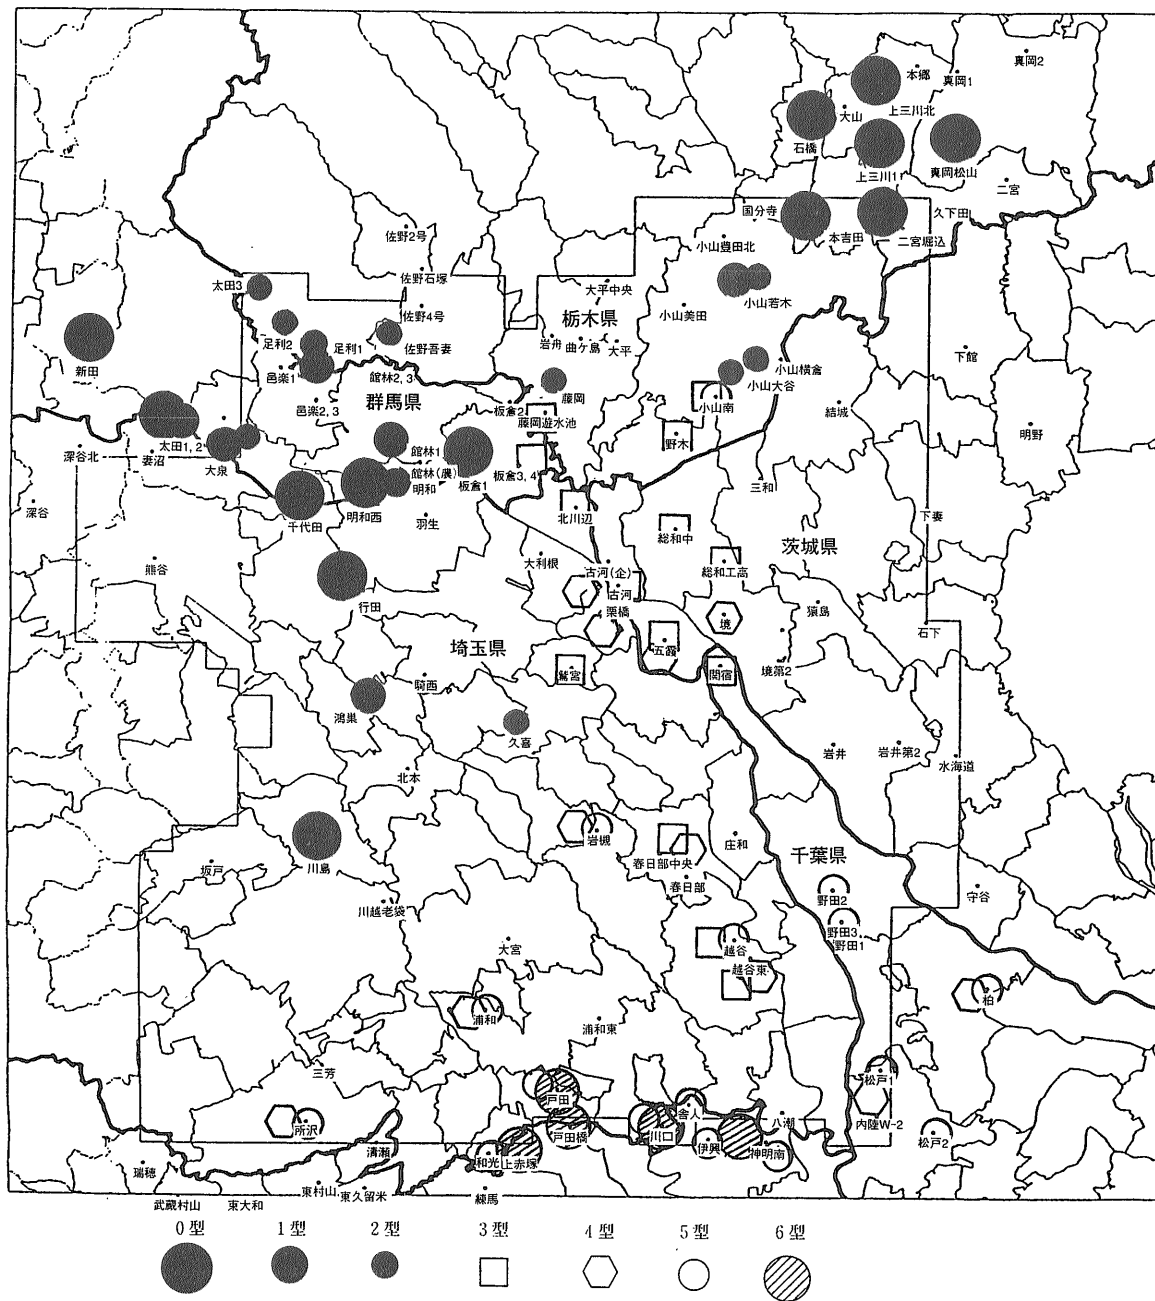 真岡2
本郷
真岡1
大山
上三川北
石橋
上三川1
真岡松山
二宮
国分寺
本吉田
二宮堀込
久下田
佐野2号
小山豊田北
佐野石塚
太田3
大平中央
小山若木
佐野4号
小山美田
栃木県
足利2
足利1
佐野吾妻
岩舟
曲ケ島
大平
下館
新田
邑楽1
館林2, 3
小山横倉
小山大谷
藤岡
群馬県
邑楽2, 3
板倉2
藤岡遊水池
小山南
結城
太田1, 2
野木
明野
深谷北
妻沼
大泉
館林1
館林(農)
板倉3, 4
板倉1
明和
三和
深谷
千代田
明和西
羽生
北川辺
下妻
総和中
茨城県
熊谷
大利根
古河(企)
総和工高
行田
古河
栗橋
猿島
境
石下
埼玉県
五霞
鷲宮
関宿
境第2
騎西
鴻巣
久喜
岩井
岩井第2
水海道
北本
岩槻
庄和
坂戸
川島
春日部中央
千葉県
春日部
野田2
守谷
川越老袋
野田3
野田1
大宮
越谷
越谷東
柏
浦和
浦和東
三芳
松戸1
戸田
舎人
八潮
内陸W-2
所沢
戸田橋
川口
伊興
神明南
松戸2
清瀬
和光
上赤塚
瑞穂
東村山
東久留米
練馬
武蔵村山
東大和
0型
1型
2型
3型
4型
5型
6型